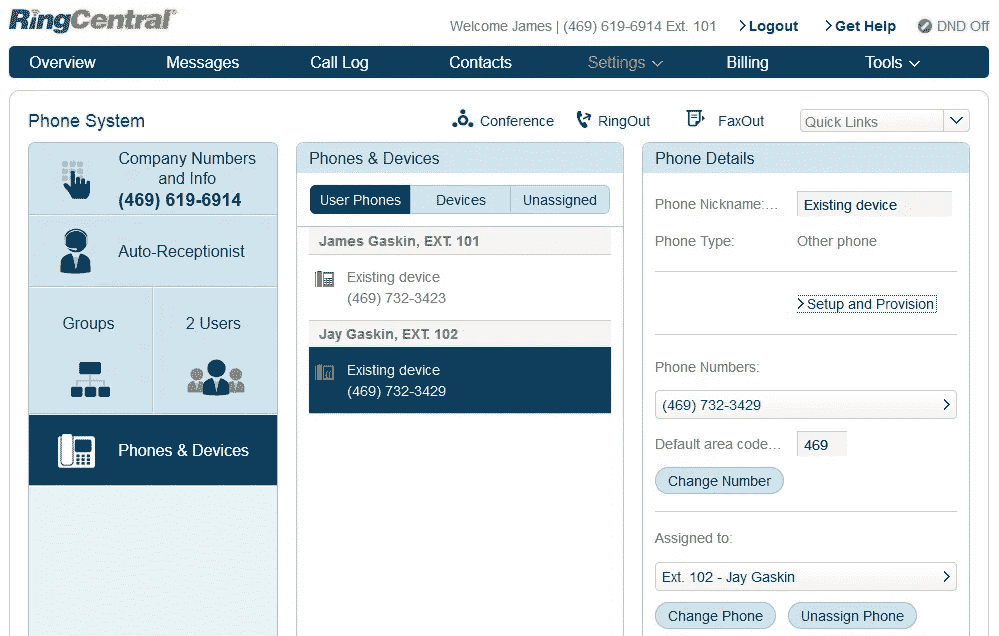 RingCentral®
Welcome James | (469) 619-6914 Ext. 101 Logout Get Help DND Off
Overview Messages Call Log Contacts Settings Billing Tools
Phone System
Conference RingOut FaxOut Quick Links
Company Numbers
and Info
(469) 619-6914
Auto-Receptionist
Groups
2 Users
Phones & Devices
Phones & Devices
User Phones Devices Unassigned
James Gaskin, EXT. 101
Existing device
(469) 732-3423
Jay Gaskin, EXT. 102
Existing device
(469) 732-3429
Phone Details
Phone Nickname:... Existing device
Phone Type: Other phone
Setup and Provision
Phone Numbers:
(469) 732-3429
Default area code... 469
Change Number
Assigned to:
Ext. 102 - Jay Gaskin
Change Phone Unassign Phone